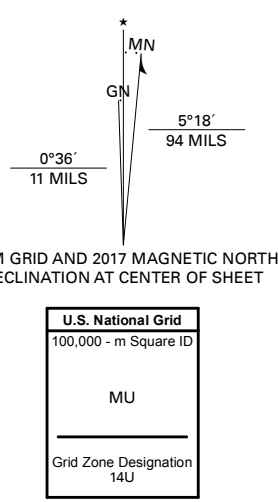 ★
MN
GN
5°18´
94 MILS
0°36´
11 MILS
M GRID AND 2017 MAGNETIC NORTH
ECLINATION AT CENTER OF SHEET
U.S. National Grid
100,000 - m Square ID
MU
Grid Zone Designation
14U